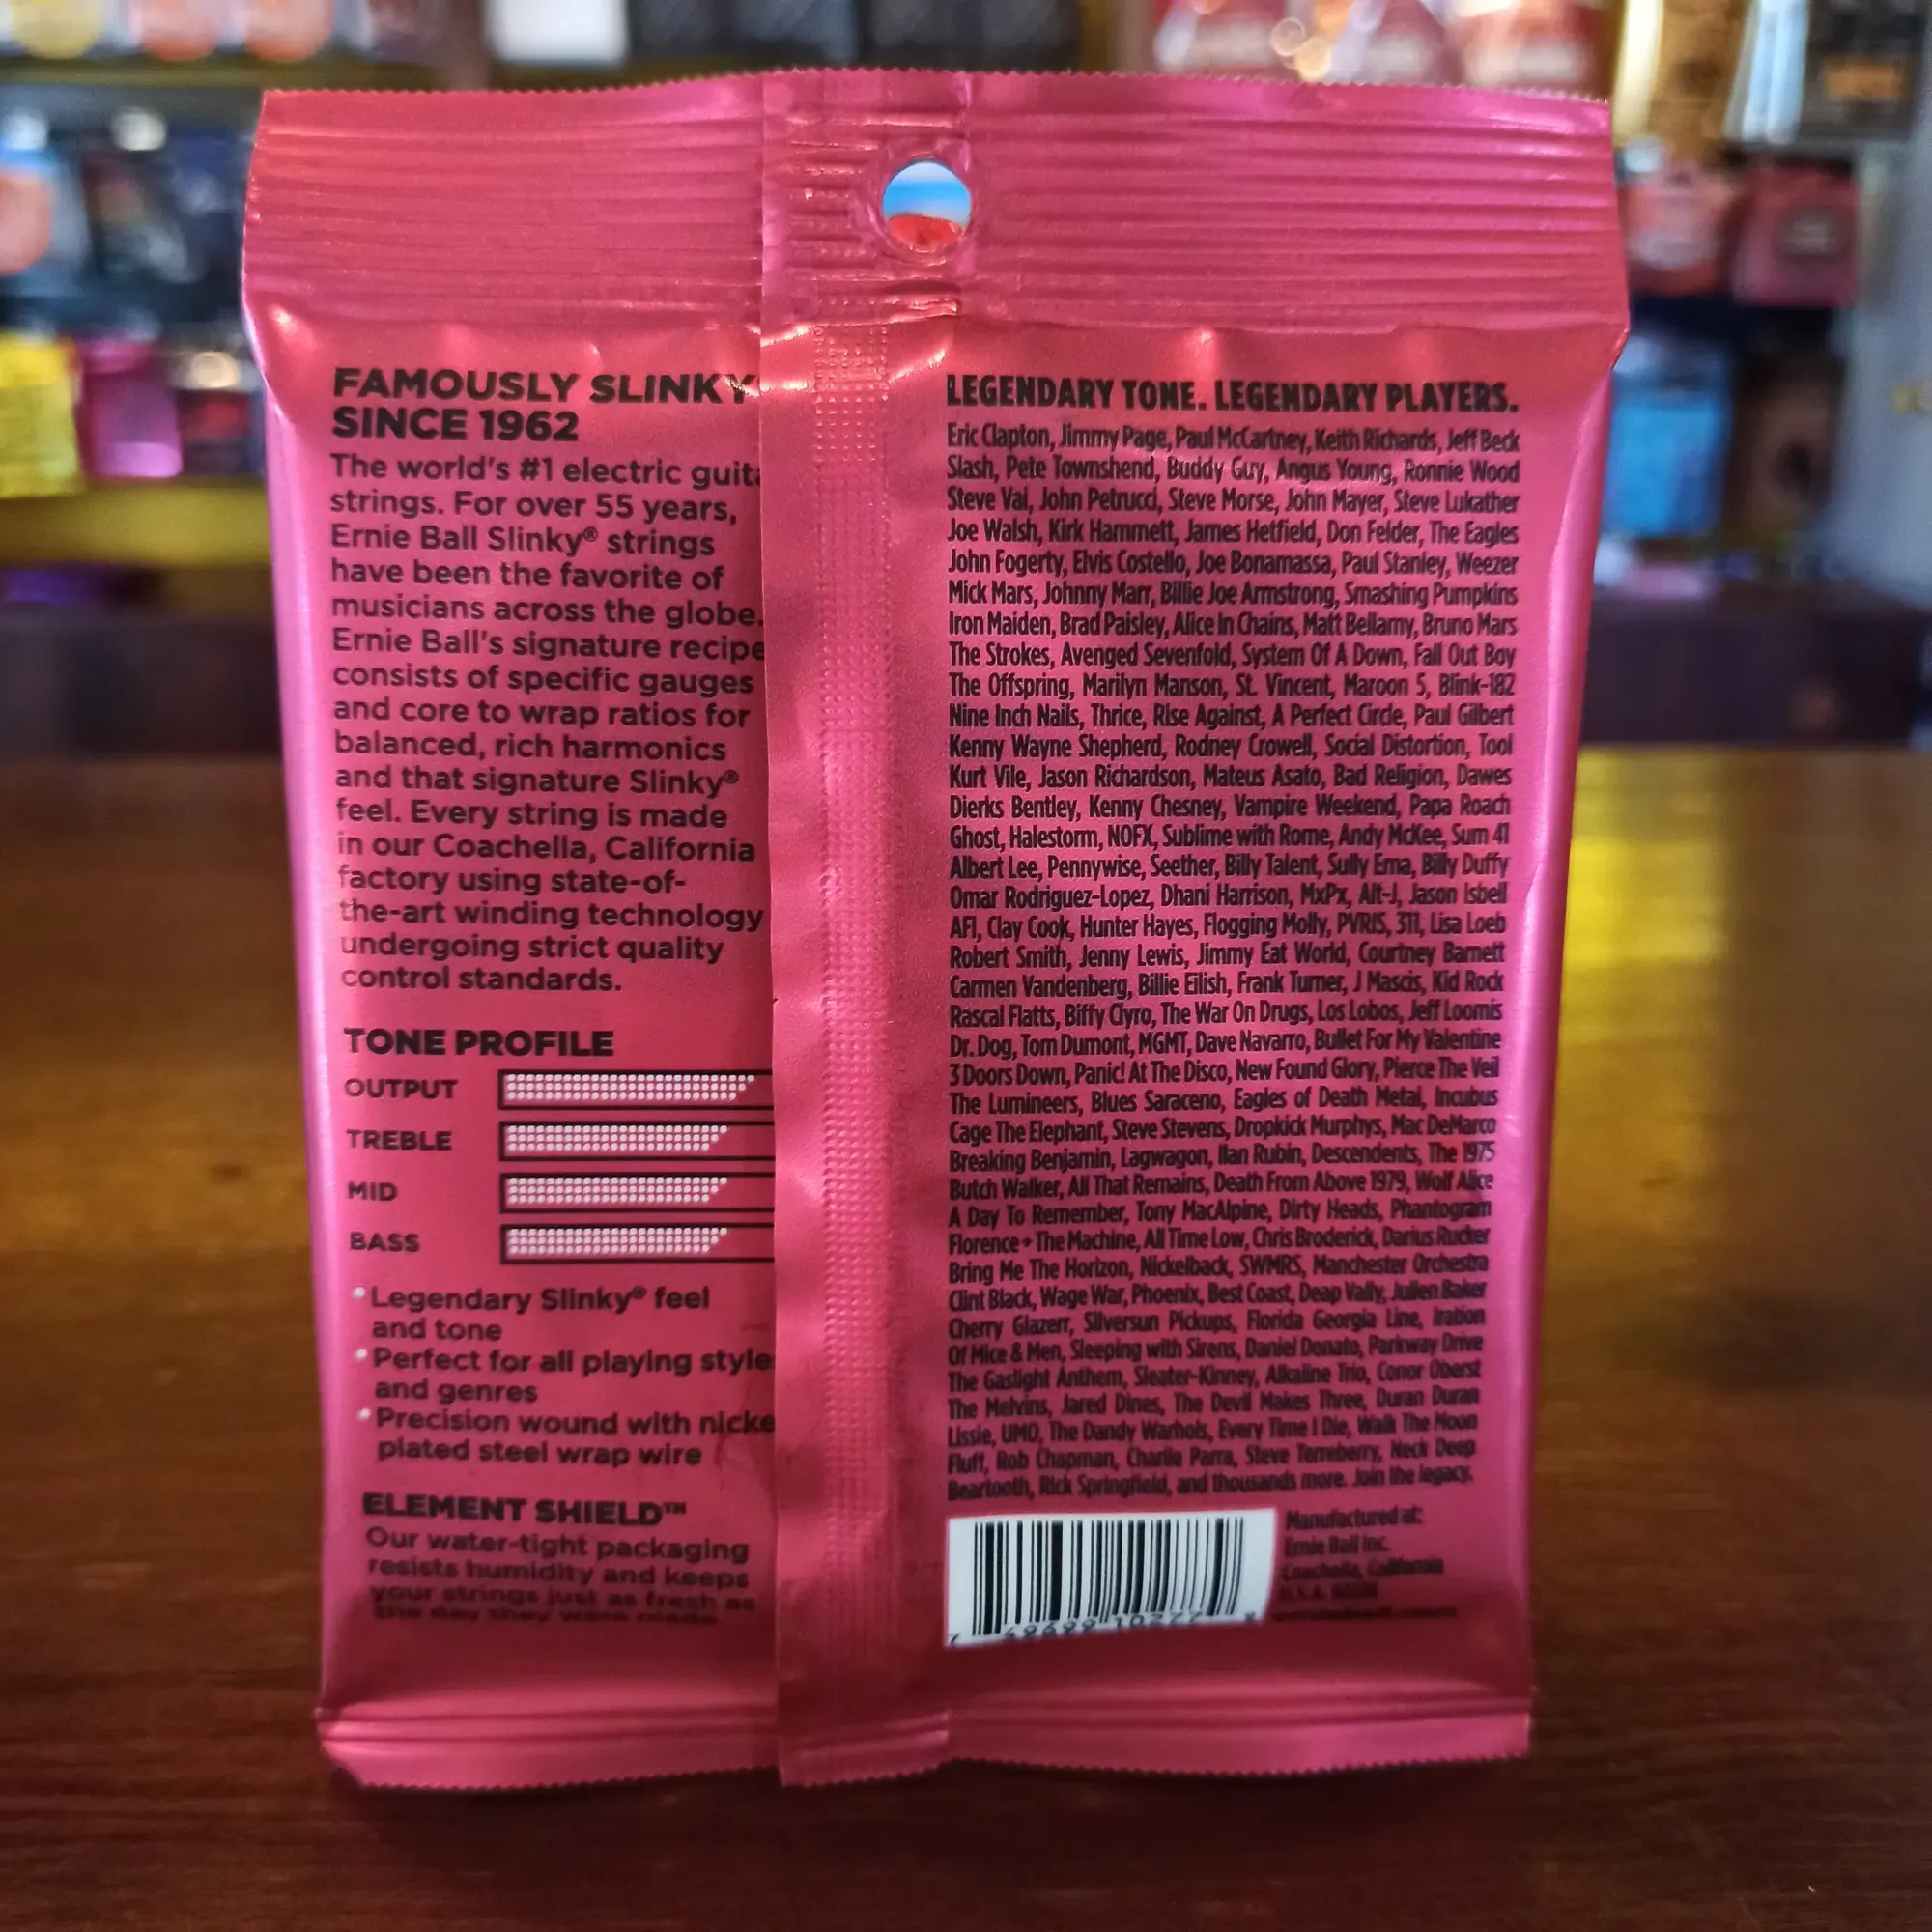 FAMOUSLY SLINKY
SINCE 1962
The world's #1 electric guita
strings. For over 55 years,
Ernie Ball Slinky® strings
have been the favorite of
musicians across the globe.
Ernie Ball's signature recipe
consists of specific gauges
and core to wrap ratios for
balanced, rich harmonics
and that signature Slinky®
feel. Every string is made
in our Coachella, California
factory using state-of-
the-art winding technology
undergoing strict quality
control standards.
TONE PROFILE
OUTPUT
TREBLE
MID
BASS
Legendary Slinky® feel
and tone
Perfect for all playing style
and genres
Precision wound with nicke
plated steel wrap wire
ELEMENT SHIELD™
Our water-tight packaging
resists humidity and keeps
your strings just as fresh as
the day they were made.
LEGENDARY TONE. LEGENDARY PLAYERS.
Eric Clapton, Jimmy Page, Paul McCartney, Keith Richards, Jeff Beck
Slash, Pete Townshend, Buddy Guy, Angus Young, Ronnie Wood
Steve Vai, John Petrucci, Steve Morse, John Mayer, Steve Lukather
Joe Walsh, Kirk Hammett, James Hetfield, Don Felder, The Eagles
John Fogerty, Elvis Costello, Joe Bonamassa, Paul Stanley, Weezer
Mick Mars, Johnny Marr, Billie Joe Armstrong, Smashing Pumpkins
Iron Maiden, Brad Paisley, Alice In Chains, Matt Bellamy, Bruno Mars
The Strokes, Avenged Sevenfold, System Of A Down, Fall Out Boy
The Offspring, Marilyn Manson, St. Vincent, Maroon 5, Blink-182
Nine Inch Nails, Thrice, Rise Against, A Perfect Circle, Paul Gilbert
Kenny Wayne Shepherd, Rodney Crowell, Social Distortion, Tool
Kurt Vile, Jason Richardson, Mateus Asato, Bad Religion, Dawes
Dierks Bentley, Kenny Chesney, Vampire Weekend, Papa Roach
Ghost, Halestorm, NOFX, Sublime with Rome, Andy McKee, Sum 41
Albert Lee, Pennywise, Seether, Billy Talent, Sully Erna, Billy Duffy
Omar Rodriguez-Lopez, Dhani Harrison, MxPx, Alt-J, Jason Isbell
AFI, Clay Cook, Hunter Hayes, Flogging Molly, PVRIS, 311, Lisa Loeb
Robert Smith, Jenny Lewis, Jimmy Eat World, Courtney Barnett
Carmen Vandenberg, Billie Eilish, Frank Turner, J Mascis, Kid Rock
Rascal Flatts, Biffy Clyro, The War On Drugs, Los Lobos, Jeff Loomis
Dr. Dog, Tom Dumont, MGMT, Dave Navarro, Bullet For My Valentine
3 Doors Down, Panic! At The Disco, New Found Glory, Pierce The Veil
The Lumineers, Blues Saraceno, Eagles of Death Metal, Incubus
Cage The Elephant, Steve Stevens, Dropkick Murphys, Mac DeMarco
Breaking Benjamin, Lagwagon, Ilan Rubin, Descendents, The 1975
Butch Walker, All That Remains, Death From Above 1979, Wolf Alice
A Day To Remember, Tony MacAlpine, Dirty Heads, Phantogram
Florence + The Machine, All Time Low, Chris Broderick, Darius Rucker
Bring Me The Horizon, Nickelback, SWMRS, Manchester Orchestra
Clint Black, Wage War, Phoenix, Best Coast, Deap Vally, Julien Baker
Cherry Glazerr, Silversun Pickups, Florida Georgia Line, Iration
Of Mice & Men, Sleeping with Sirens, Daniel Donato, Parkway Drive
The Gaslight Anthem, Sleater-Kinney, Alkaline Trio, Conor Oberst
The Melvins, Jared Dines, The Devil Makes Three, Duran Duran
Lissie, UMO, The Dandy Warhols, Every Time I Die, Walk The Moon
Fluff, Rob Chapman, Charlie Parra, Steve Terreberry, Neck Deep
Beartooth, Rick Springfield, and thousands more. Join the legacy.
Manufactured at:
Ernie Ball Inc.
Coachella, California
U.S.A.